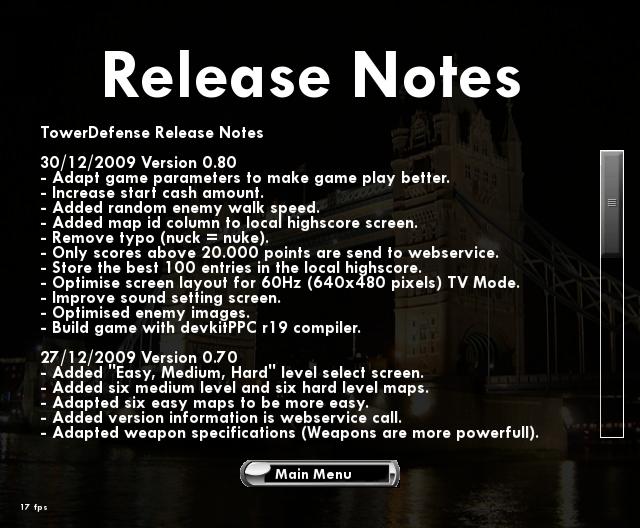 Release Notes
TowerDefense Release Notes
30/12/2009 Version 0.80
- Adapt game parameters to make game play better.
- Increase start cash amount.
- Added random enemy walk speed.
- Added map id column to local highscore screen.
- Remove typo (nuck = nuke).
- Only scores above 20.000 points are send to webservice.
- Store the best 100 entries in the local highscore.
- Optimise screen layout for 60Hz (640x480 pixels) TV Mode.
- Improve sound setting screen.
- Optimised enemy images.
- Build game with devkitPPC r19 compiler.
27/12/2009 Version 0.70
- Added "Easy, Medium, Hard" level select screen.
- Added six medium level and six hard level maps.
- Adapted six easy maps to be more easy.
- Added version information is webservice call.
- Adapted weapon specifications (Weapons are more powerfull).
Main Menu
17 fps